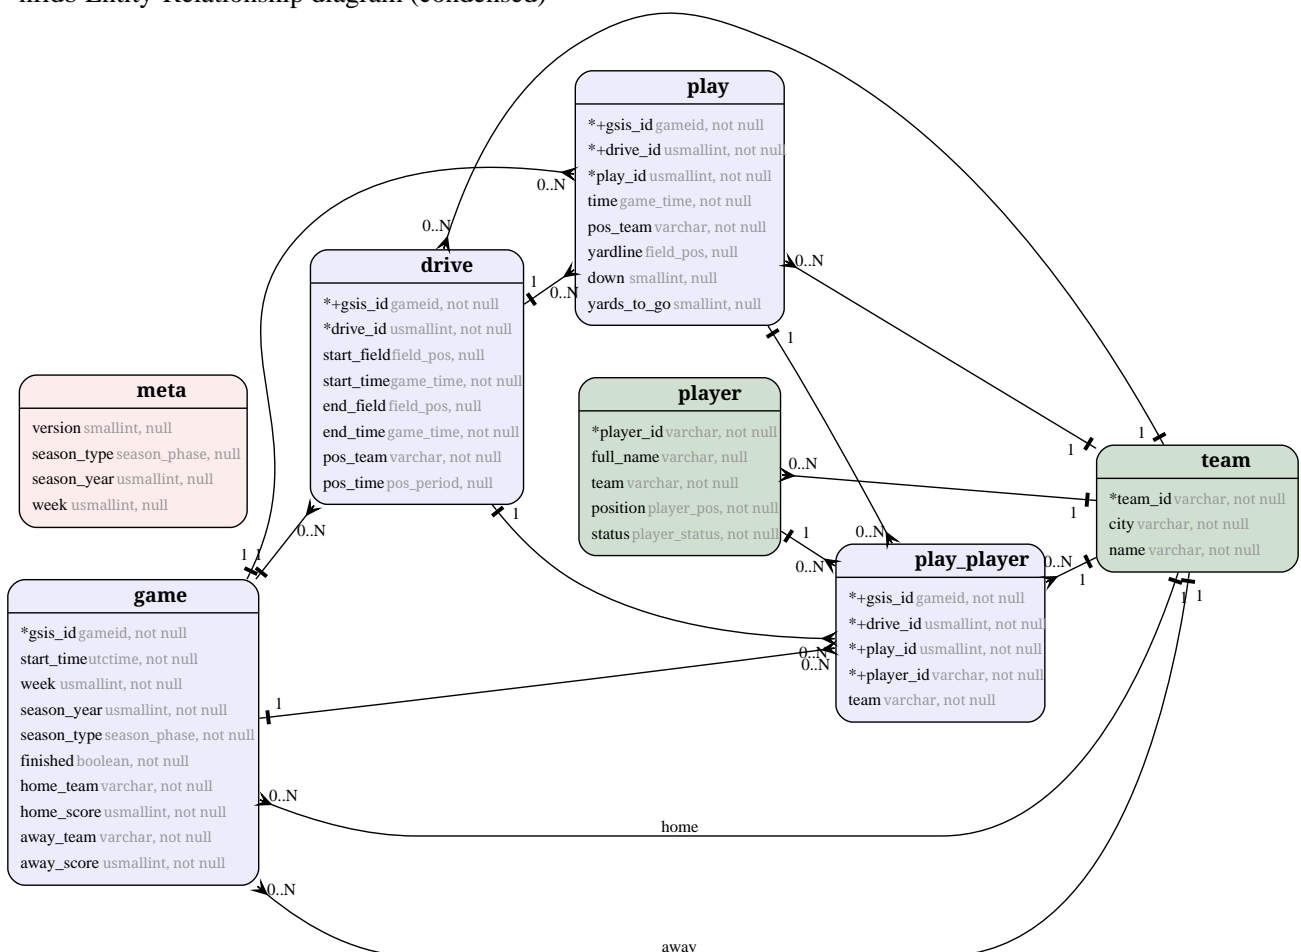 nfldb Entity-Relationship diagram (condensed)
play
*+gsis_id gameid, not null
*+drive_id usmallint, not null
*play_id usmallint, not null
time game_time, not null
pos_team varchar, not null
yardline field_pos, null
down smallint, null
yards_to_go smallint, null
0..N
0..N
0..N
0..N
1
1
drive
*+gsis_id gameid, not null
*drive_id usmallint, not null
start_field field_pos, null
start_time game_time, not null
end_field field_pos, null
end_time game_time, not null
pos_team varchar, not null
pos_time pos_period, null
0..N
1
meta
version smallint, null
season_type season_phase, null
season_year usmallint, null
week usmallint, null
player
*player_id varchar, not null
full_name varchar, null
team varchar, not null
position player_pos, not null
status player_status, not null
0..N
1
0..N
0..N
1
1
1
team
*team_id varchar, not null
city varchar, not null
name varchar, not null
1
1
1
1
play_player
*+gsis_id gameid, not null
*+drive_id usmallint, not null
*+play_id usmallint, not null
*+player_id varchar, not null
team varchar, not null
0..N
0..N
0..N
1 1
game
*gsis_id gameid, not null
start_time utctime, not null
week usmallint, not null
season_year usmallint, not null
season_type season_phase, not null
finished boolean, not null
home_team varchar, not null
home_score usmallint, not null
away_team varchar, not null
away_score usmallint, not null
1
0..N
home
0..N
away